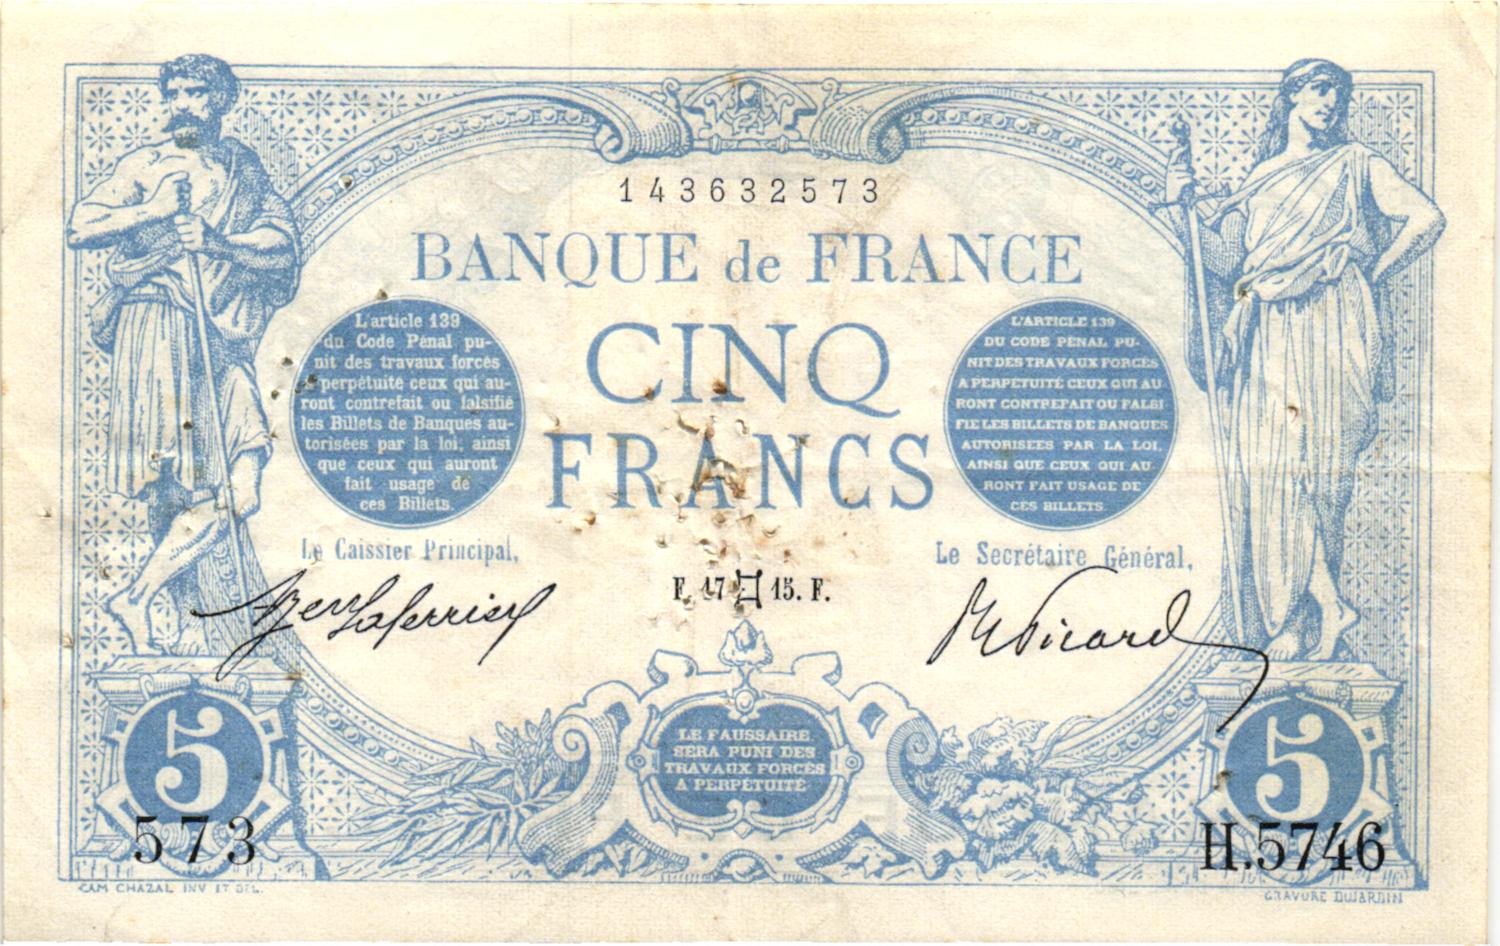 143632573
BANQUE de FRANCE
CINQ
FRANCS
L'article 139
du Code Pénal pu-
nit des travaux forcés
à perpétuité ceux qui au-
ront contrefait ou falsifié
les Billets de Banques au-
torisées par la loi, ainsi
que ceux qui auront
fait usage de
ces Billets.
L'ARTICLE 139
DU CODE PÉNAL PU-
NIT DES TRAVAUX FORCÉS
A PERPÉTUITÉ CEUX QUI AU
RONT CONTREFAIT OU FALSI
FIE LES BILLETS DE BANQUES
AUTORISÉES PAR LA LOI,
AINSI QUE CEUX QUI AU
RONT FAIT USAGE DE
CES BILLETS.
Le Caissier Principal,
Le Secrétaire Général,
F. 17 15. F.
Picard
LE FAUSSAIRE
SERA PUNI DES
TRAVAUX FORCÉS
A PERPÉTUITÉ
5
5
573
H.5746
CAM CHAZAL INV ET DEL.
GRAVURE DUJARDIN